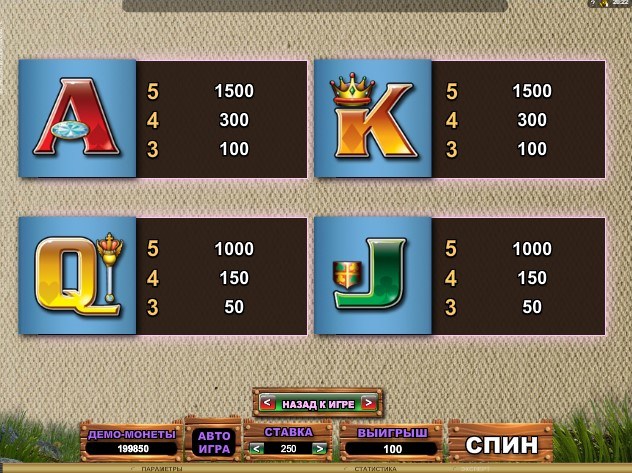 A 5 1500
4 300
3 100
K 5 1500
4 300
3 100
Q 5 1000
4 150
3 50
J 5 1000
4 150
3 50
< НАЗАД К ИГРЕ >
ДЕМО-МОНЕТЫ
199850
АВТО
ИГРА
СТАВКА
< 250 >
ВЫИГРЫШ
100
СПИН
ПАРАМЕТРЫ
СТАТИСТИКА
ЭКСПЕРТ